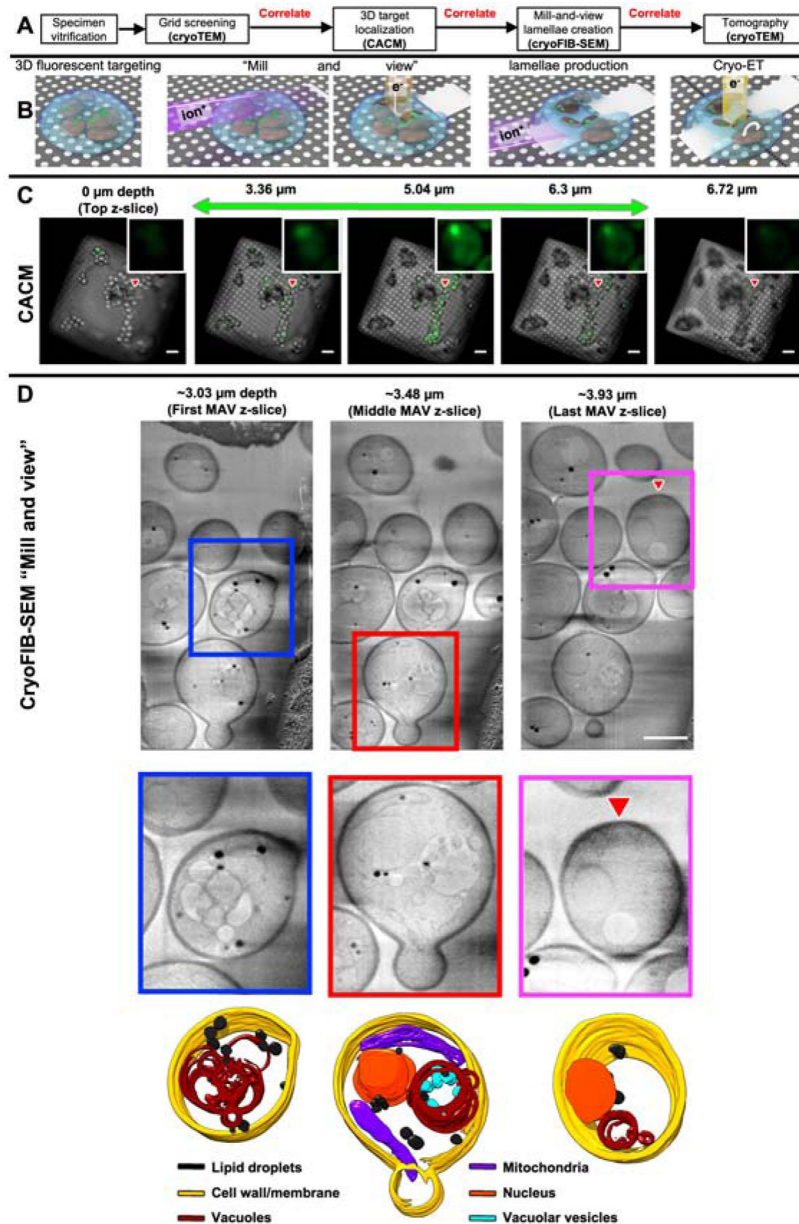 A
Specimen
vitrification
Grid screening
(cryoTEM)
Correlate
3D target
localization
(CACM)
Correlate
Mill-and-view
lamellae creation
(cryoFIB-SEM)
Correlate
Tomography
(cryoTEM)
3D fluorescent targeting
"Mill and view"
lamellae production
Cryo-ET
B
ion+
e-
ion+
e-
C
0 µm depth
(Top z-slice)
3.36 µm
5.04 µm
6.3 µm
6.72 µm
CACM
D
~3.03 µm depth
(First MAV z-slice)
~3.48 µm
(Middle MAV z-slice)
~3.93 µm
(Last MAV z-slice)
CryoFIB-SEM "Mill and view"
Lipid droplets
Cell wall/membrane
Vacuoles
Mitochondria
Nucleus
Vacuolar vesicles